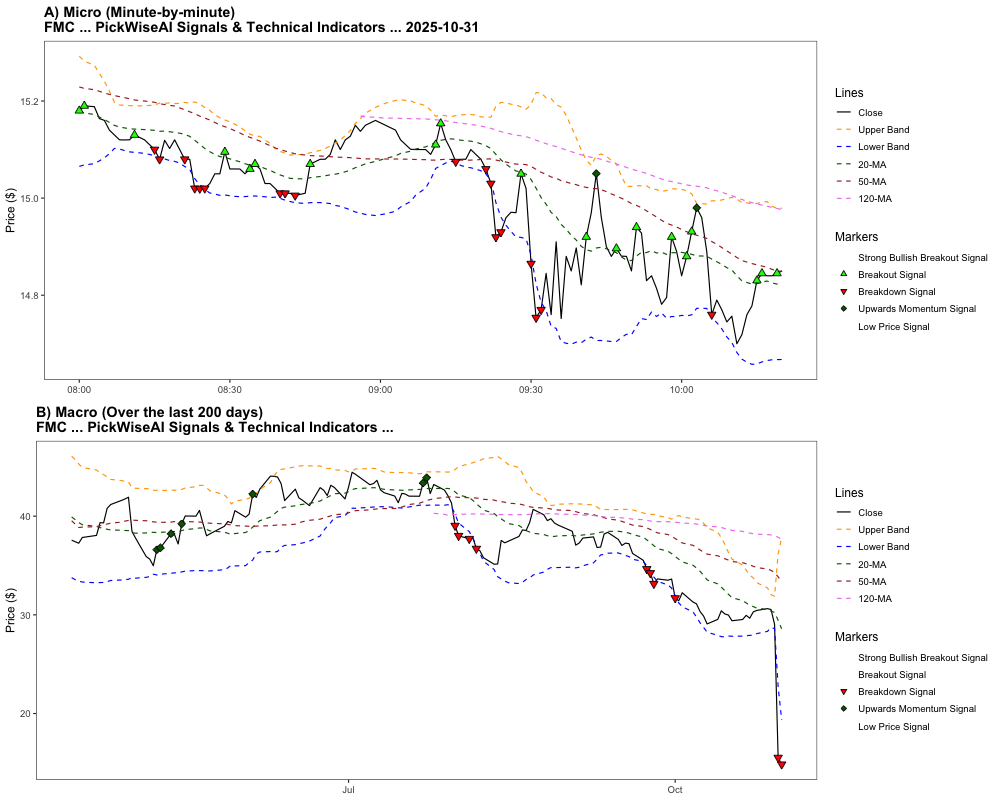 A) Micro (Minute-by-minute)
FMC ... PickWiseAI Signals & Technical Indicators ... 2025-10-31
Price ($)
15.2
15.0
14.8
08:00
08:30
09:00
09:30
10:00
Lines
Close
Upper Band
Lower Band
20-MA
50-MA
120-MA
Markers
Strong Bullish Breakout Signal
Breakout Signal
Breakdown Signal
Upwards Momentum Signal
Low Price Signal
B) Macro (Over the last 200 days)
FMC ... PickWiseAI Signals & Technical Indicators ...
Price ($)
40
30
20
Jul
Oct
Lines
Close
Upper Band
Lower Band
20-MA
50-MA
120-MA
Markers
Strong Bullish Breakout Signal
Breakout Signal
Breakdown Signal
Upwards Momentum Signal
Low Price Signal